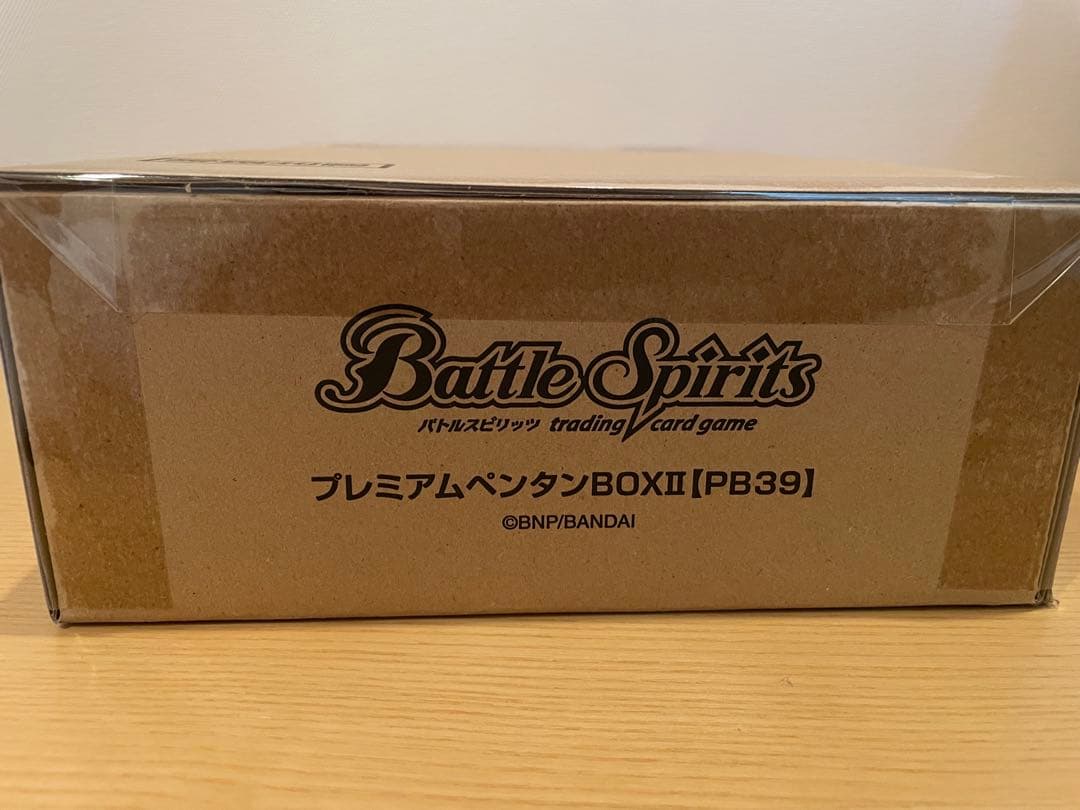 Battle Spirits
バトルスピリッツ trading card game
プレミアムペンタンBOXⅡ【PB39】
©BNP/BANDAI